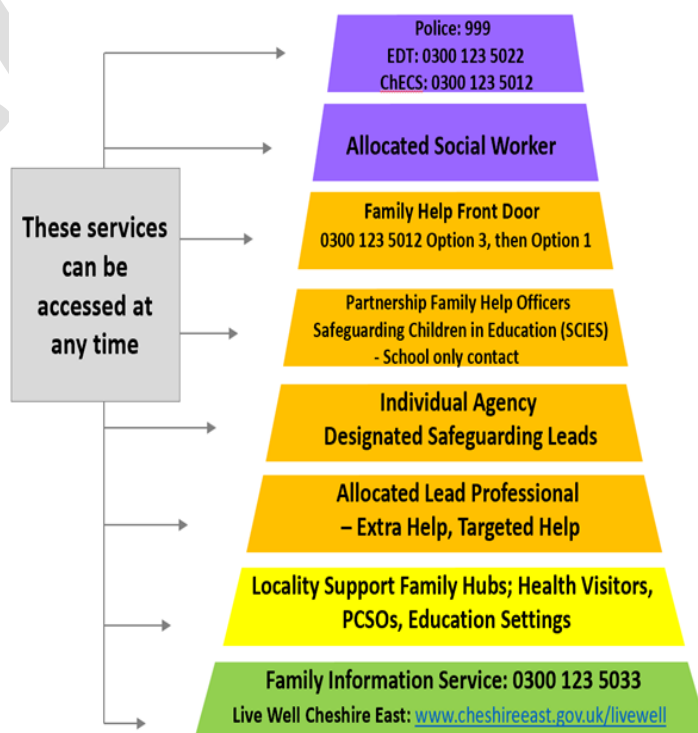 Police: 999
EDT: 0300 123 5022
ChECS: 0300 123 5012
Allocated Social Worker
These services
can be
accessed at
any time
Family Help Front Door
0300 123 5012 Option 3, then Option 1
Partnership Family Help Officers
Safeguarding Children in Education (SCIES)
- School only contact
Individual Agency
Designated Safeguarding Leads
Allocated Lead Professional
– Extra Help, Targeted Help
Locality Support Family Hubs; Health Visitors,
PCSOs, Education Settings
Family Information Service: 0300 123 5033
Live Well Cheshire East: www.cheshireeast.gov.uk/livewell